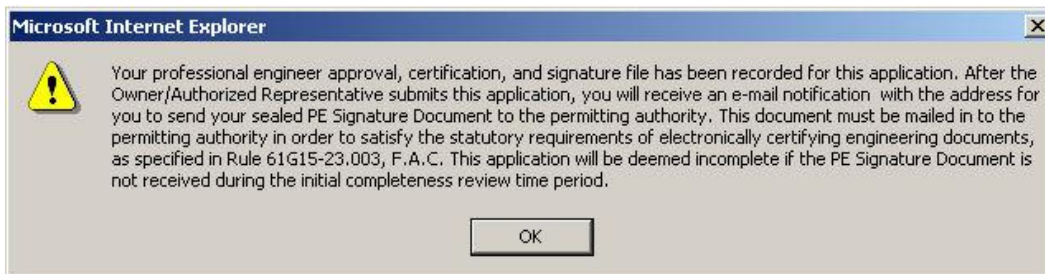 Microsoft Internet Explorer
Your professional engineer approval, certification, and signature file has been recorded for this application. After the
Owner/Authorized Representative submits this application, you will receive an e-mail notification with the address for
you to send your sealed PE Signature Document to the permitting authority. This document must be mailed in to the
permitting authority in order to satisfy the statutory requirements of electronically certifying engineering documents,
as specified in Rule 61G15-23.003, F.A.C. This application will be deemed incomplete if the PE Signature Document is
not received during the initial completeness review time period.
OK